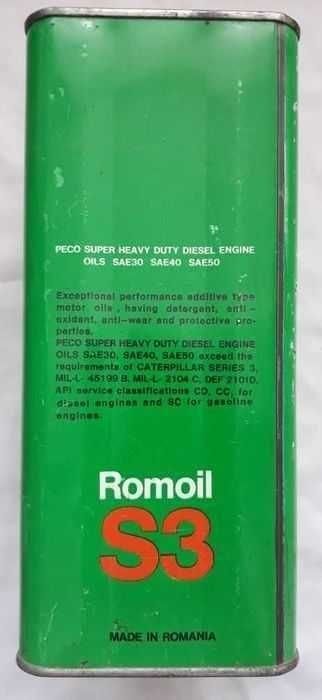 PECO SUPER HEAVY DUTY DIESEL ENGINE
OILS SAE30 SAE40 SAE50
Exceptional performance additive type
motor oils, having detergent, anti-
oxidant, anti-wear and protective pro-
perties.
PECO SUPER HEAVY DUTY DIESEL ENGINE
OILS SAE30, SAE40, SAE50 exceed the
requirements of CATERPILLAR SERIES 3,
MIL-L- 45199 B, MIL-L- 2104 C, DEF 2101D,
API service classifications CD, CC, for
diesel engines and SC for gasoline
engines.
Romoil
S3
MADE IN ROMANIA